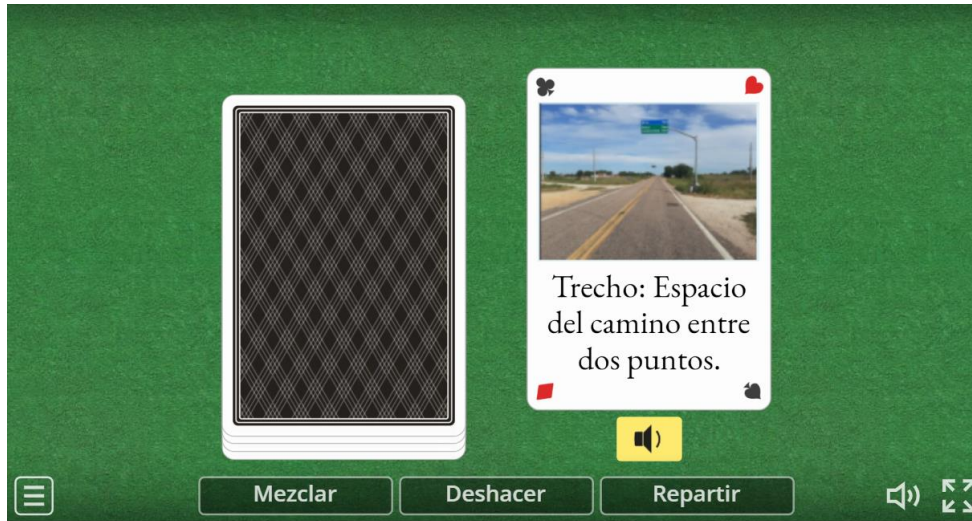 Trecho: Espacio
del camino entre
dos puntos.
Mezclar
Deshacer
Repartir